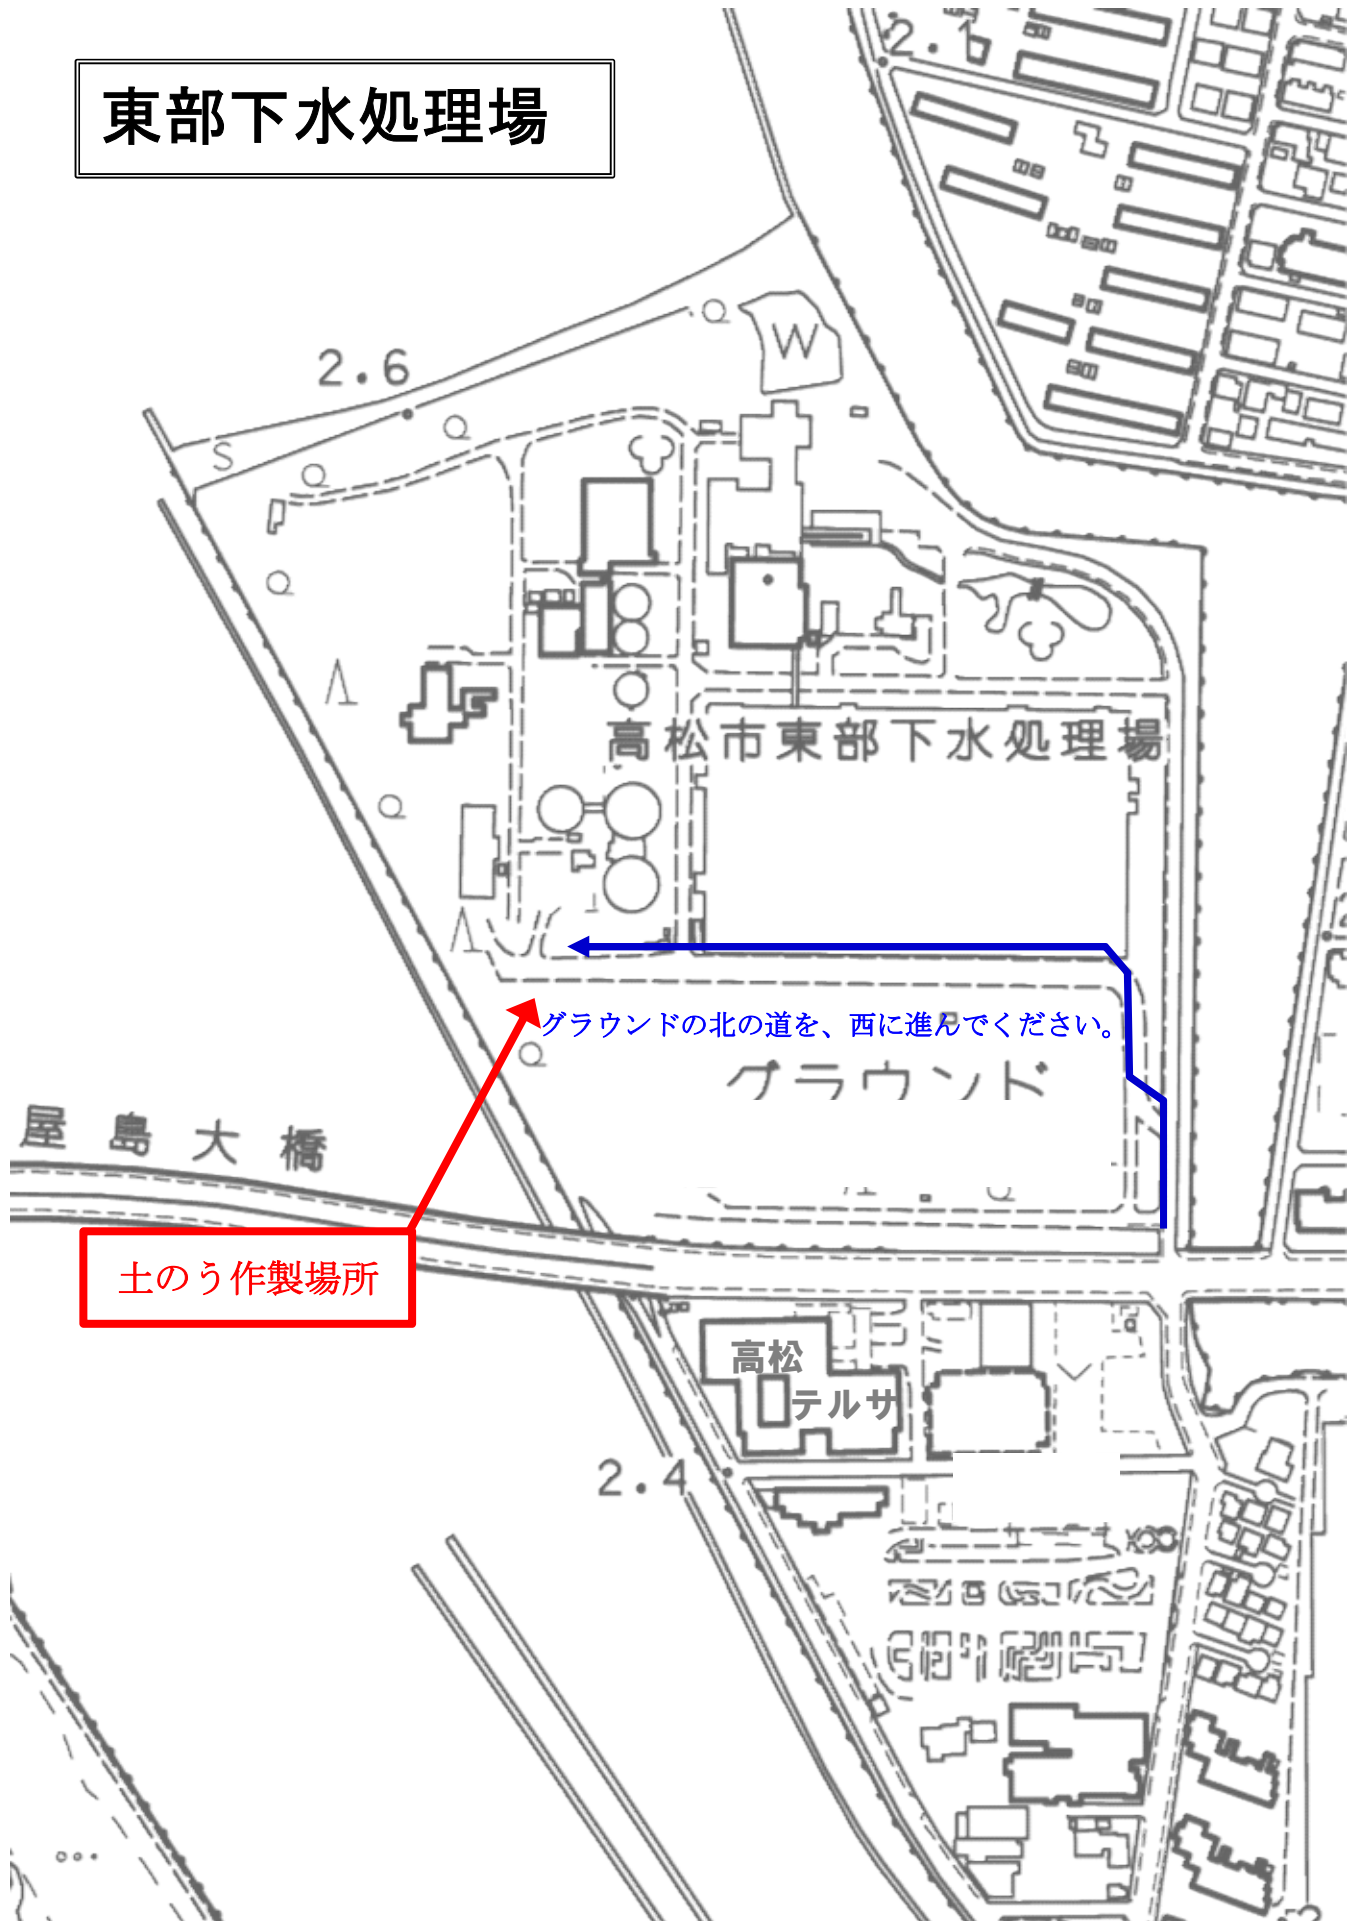 2.1
東部下水処理場
W
2.6
S
高松市東部下水処理場
グラウンドの北の道を、西に進んでください。
グラウンド
屋島大橋
土のう作製場所
高松
テルサ
2.4